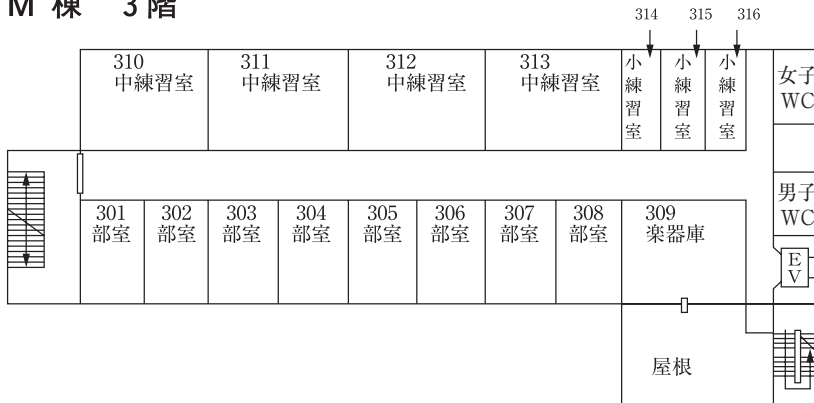 M 棟 3階
314 315 316
310
中練習室
311
中練習室
312
中練習室
313
中練習室
小練習室
小練習室
小練習室
女子
WC
男子
WC
301
部室
302
部室
303
部室
304
部室
305
部室
306
部室
307
部室
308
部室
309
楽器庫
EV
屋根